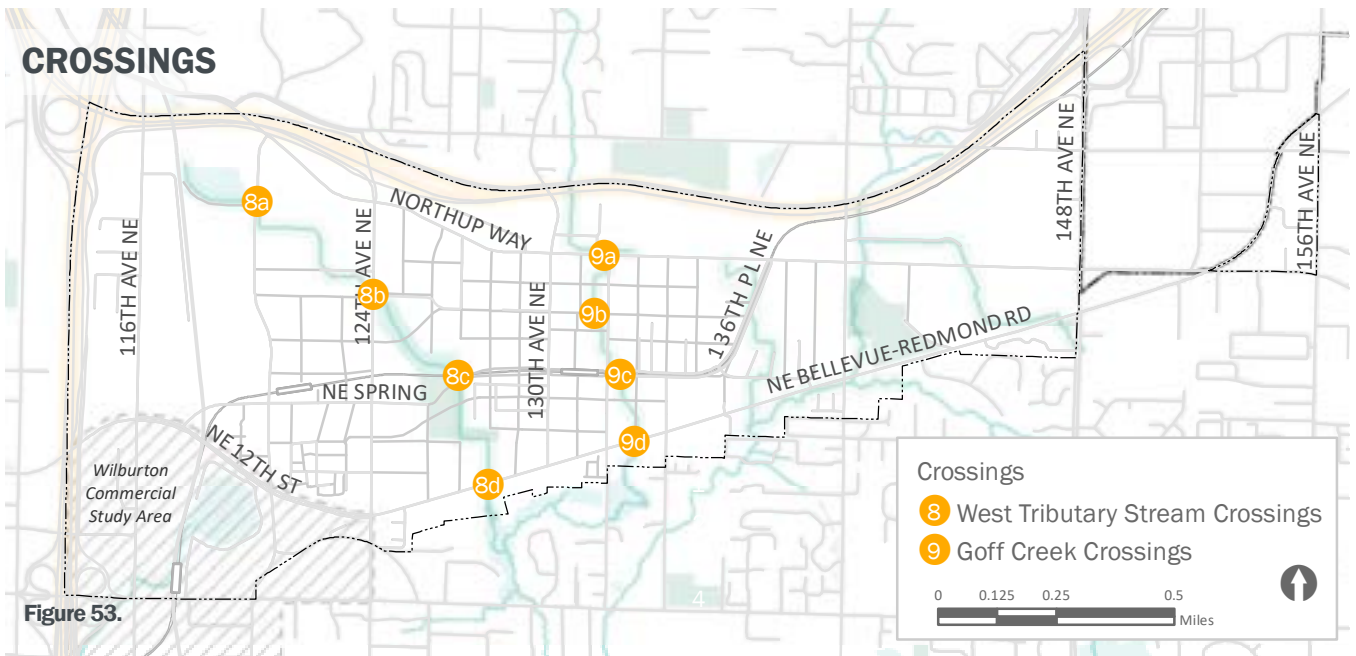 CROSSINGS
116TH AVE NE
8a
124TH AVE NE
8b
NORTHUP WAY
130TH AVE NE
9a
9b
136TH PL NE
148TH AVE NE
156TH AVE NE
NE BELLEVUE-REDMOND RD
8c
9c
NE SPRING
NE 12TH ST
8d
9d
Wilburton
Commercial
Study Area
4
Figure 53.
Crossings
8 West Tributary Stream Crossings
9 Goff Creek Crossings
0 0.125 0.25 0.5
Miles